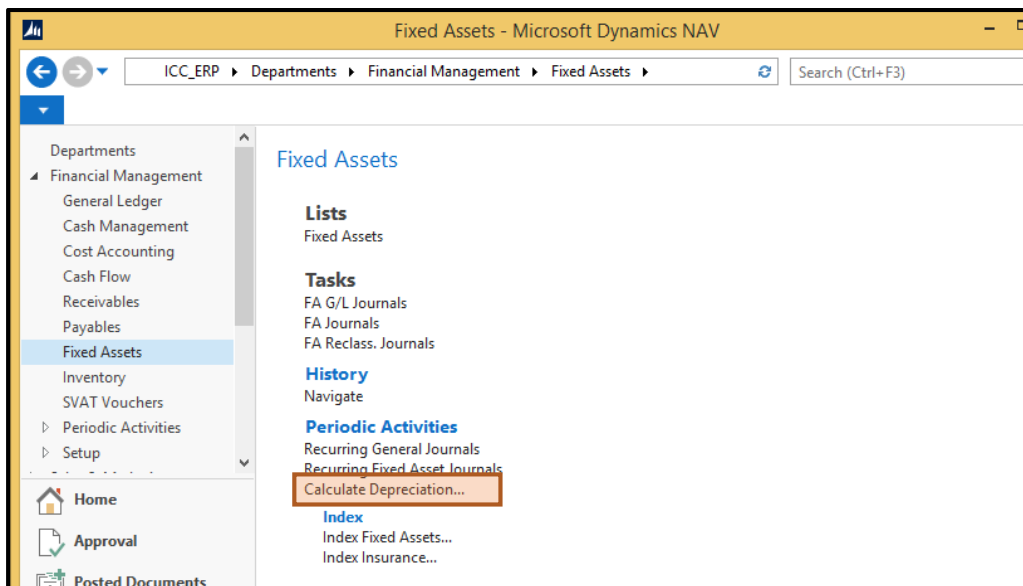 Fixed Assets - Microsoft Dynamics NAV
ICC_ERP Departments Financial Management Fixed Assets
Search (Ctrl+F3)
Departments
Financial Management
General Ledger
Cash Management
Cost Accounting
Cash Flow
Receivables
Payables
Fixed Assets
Inventory
SVAT Vouchers
Periodic Activities
Setup
Home
Approval
Posted Documents
Fixed Assets
Lists
Fixed Assets
Tasks
FA G/L Journals
FA Journals
FA Reclass. Journals
History
Navigate
Periodic Activities
Recurring General Journals
Recurring Fixed Asset Journals
Calculate Depreciation...
Index
Index Fixed Assets...
Index Insurance...